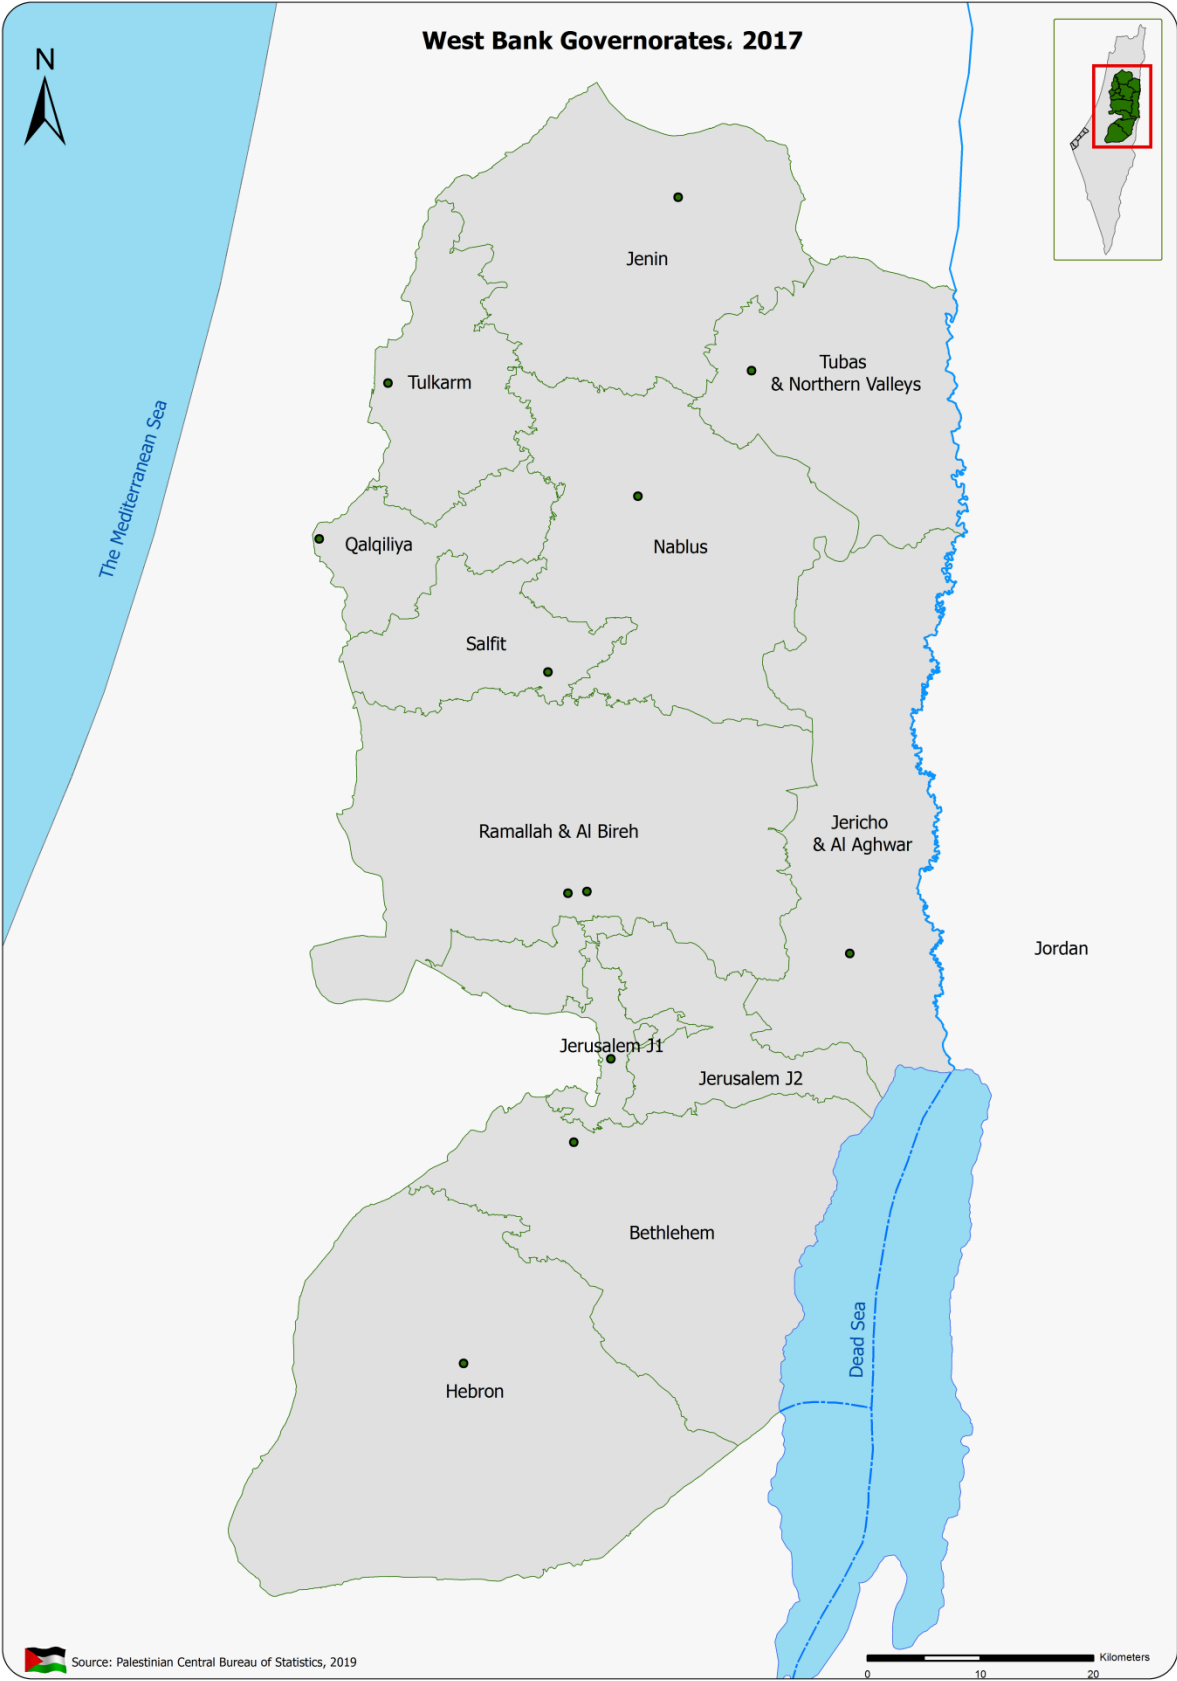 West Bank Governorates، 2017
N
Jenin
Tubas
& Northern Valleys
Tulkarm
The Mediterranean Sea
Qalqiliya
Nablus
Salfit
Ramallah & Al Bireh
Jericho
& Al Aghwar
Jordan
Jerusalem J1
Jerusalem J2
Bethlehem
Dead Sea
Hebron
Source: Palestinian Central Bureau of Statistics, 2019
Kilometers
0 10 20